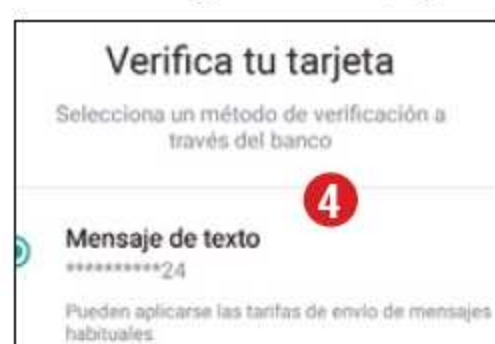 Verifica tu tarjeta
Selecciona un método de verificación a
través del banco
4
Mensaje de texto
**********24
Pueden aplicarse las tarifas de envío de mensajes
habituales